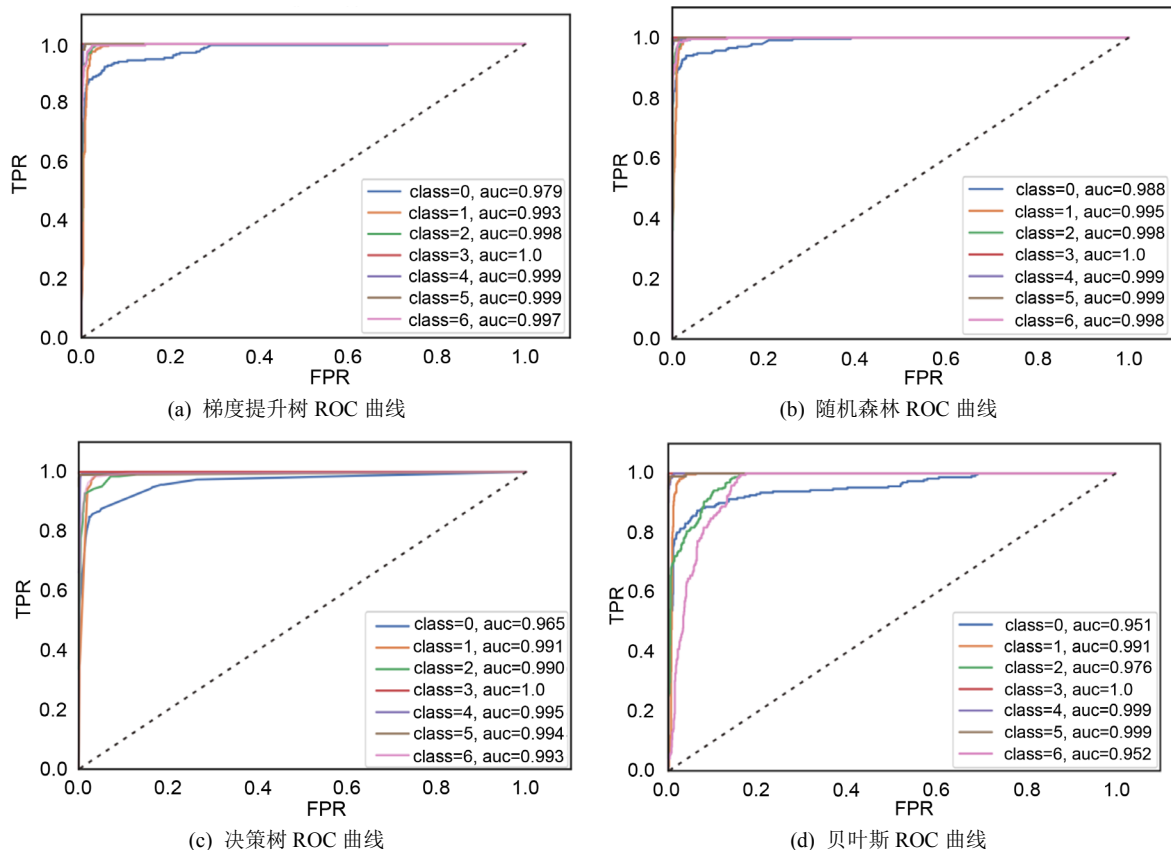 1.0
0.8
0.6
0.4
0.2
0.0
TPR
class=0, auc=0.979
class=1, auc=0.993
class=2, auc=0.998
class=3, auc=1.0
class=4, auc=0.999
class=5, auc=0.999
class=6, auc=0.997
0.0 0.2 0.4 0.6 0.8 1.0
FPR
(a) 梯度提升树 ROC 曲线
1.0
0.8
0.6
0.4
0.2
0.0
TPR
class=0, auc=0.988
class=1, auc=0.995
class=2, auc=0.998
class=3, auc=1.0
class=4, auc=0.999
class=5, auc=0.999
class=6, auc=0.998
0.0 0.2 0.4 0.6 0.8 1.0
FPR
(b) 随机森林 ROC 曲线
1.0
0.8
0.6
0.4
0.2
0.0
TPR
class=0, auc=0.965
class=1, auc=0.991
class=2, auc=0.990
class=3, auc=1.0
class=4, auc=0.995
class=5, auc=0.994
class=6, auc=0.993
0.0 0.2 0.4 0.6 0.8 1.0
FPR
(c) 决策树 ROC 曲线
1.0
0.8
0.6
0.4
0.2
0.0
TPR
class=0, auc=0.951
class=1, auc=0.991
class=2, auc=0.976
class=3, auc=1.0
class=4, auc=0.999
class=5, auc=0.999
class=6, auc=0.952
0.0 0.2 0.4 0.6 0.8 1.0
FPR
(d) 贝叶斯 ROC 曲线